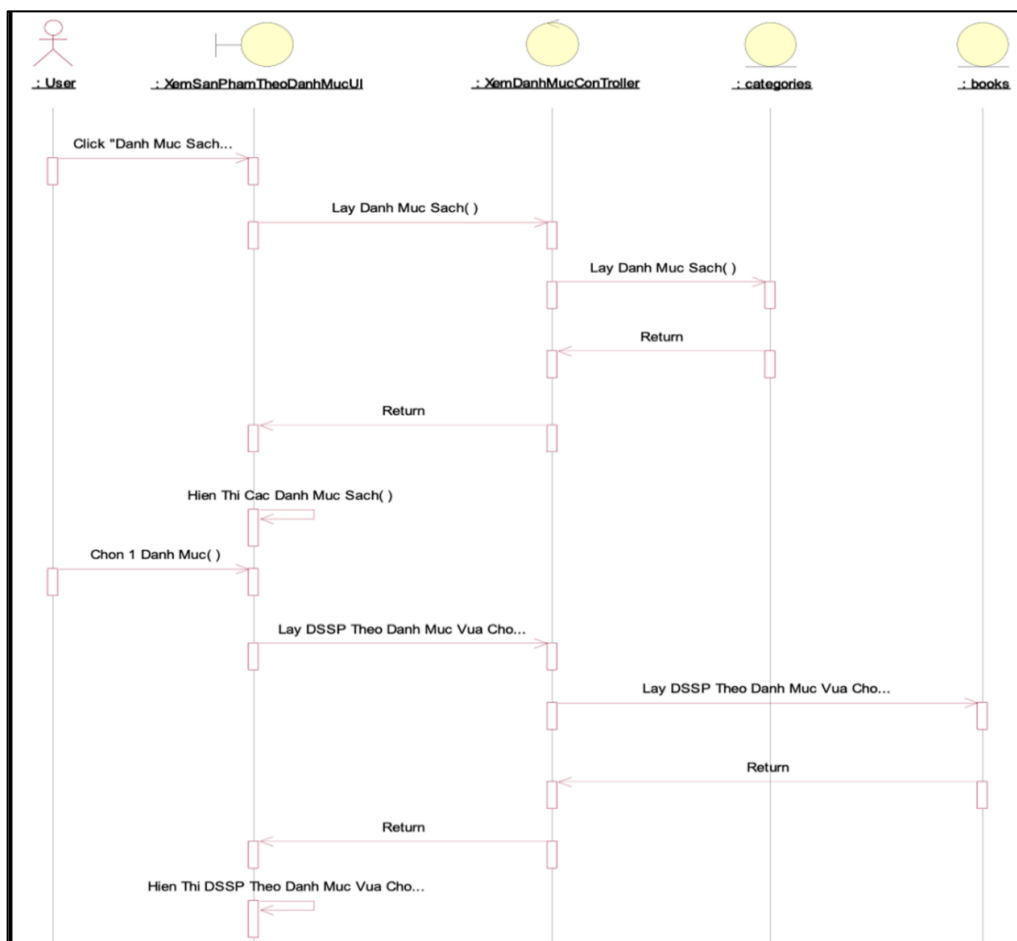 : User
: XemSanPhamTheoDanhMucUI
: XemDanhMucConTroller
: categories
: books
Click "Danh Muc Sach...
Lay Danh Muc Sach( )
Lay Danh Muc Sach( )
Return
Return
Hien Thi Cac Danh Muc Sach( )
Chon 1 Danh Muc( )
Lay DSSP Theo Danh Muc Vua Cho...
Lay DSSP Theo Danh Muc Vua Cho...
Return
Return
Hien Thi DSSP Theo Danh Muc Vua Cho...